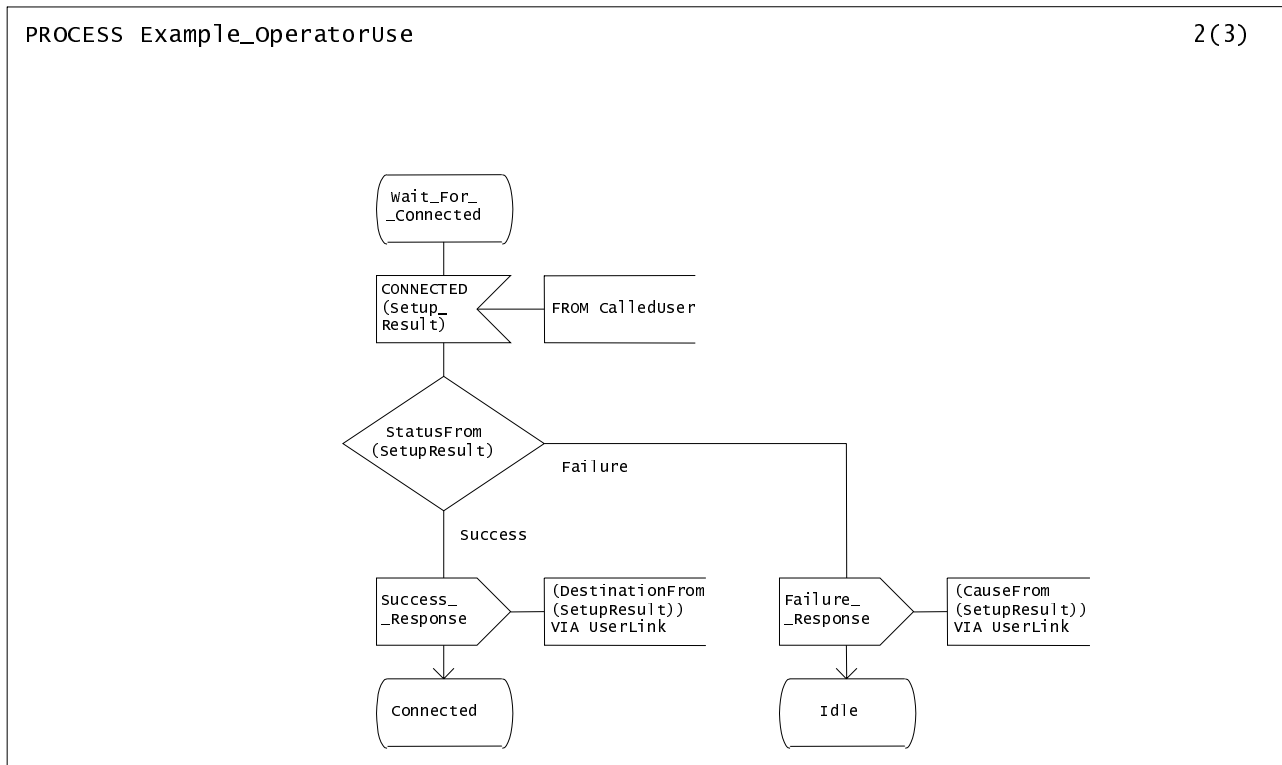 PROCESS Example_OperatorUse
2(3)
Wait_For_
_Connected
CONNECTED
(Setup_
Result)
FROM CalledUser
StatusFrom
(SetupResult)
Failure
Success
Success_
_Response
(DestinationFrom
(SetupResult))
VIA UserLink
Failure_
_Response
(CauseFrom
(SetupResult))
VIA UserLink
Connected
Idle